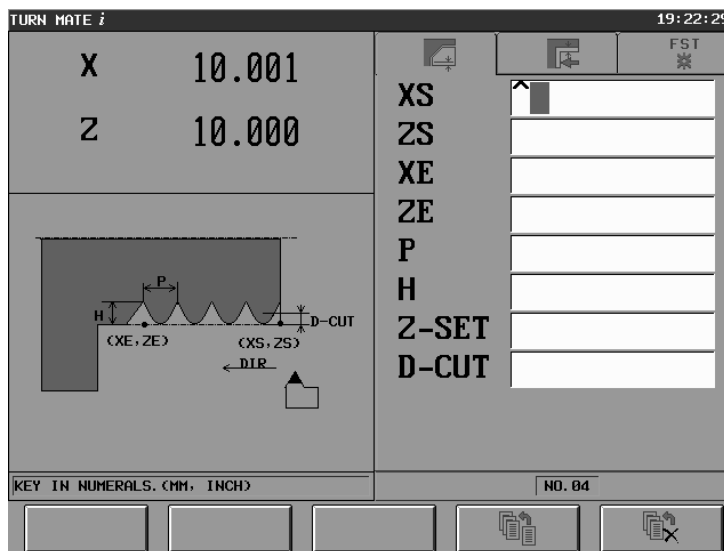 TURN MATE i 19:22:29
X 10.001
Z 10.000
FST
XS
ZS
XE
ZE
P
H
Z-SET
D-CUT
P
H
D-CUT
(XE,ZE) (XS,ZS)
DIR
KEY IN NUMERALS.(MM, INCH) NO.04